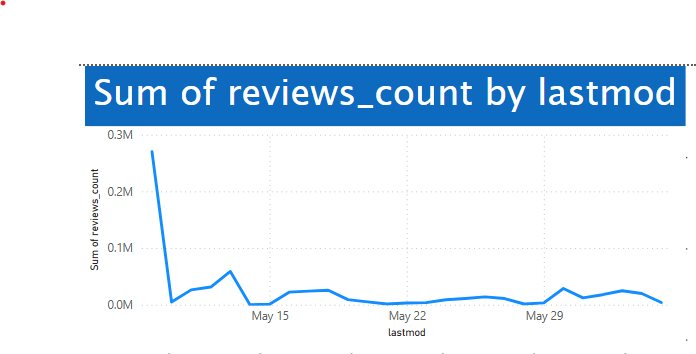 Sum of reviews_count by lastmod
0.3M
0.2M
0.1M
0.0M
Sum of reviews_count
May 15 May 22 May 29
lastmod